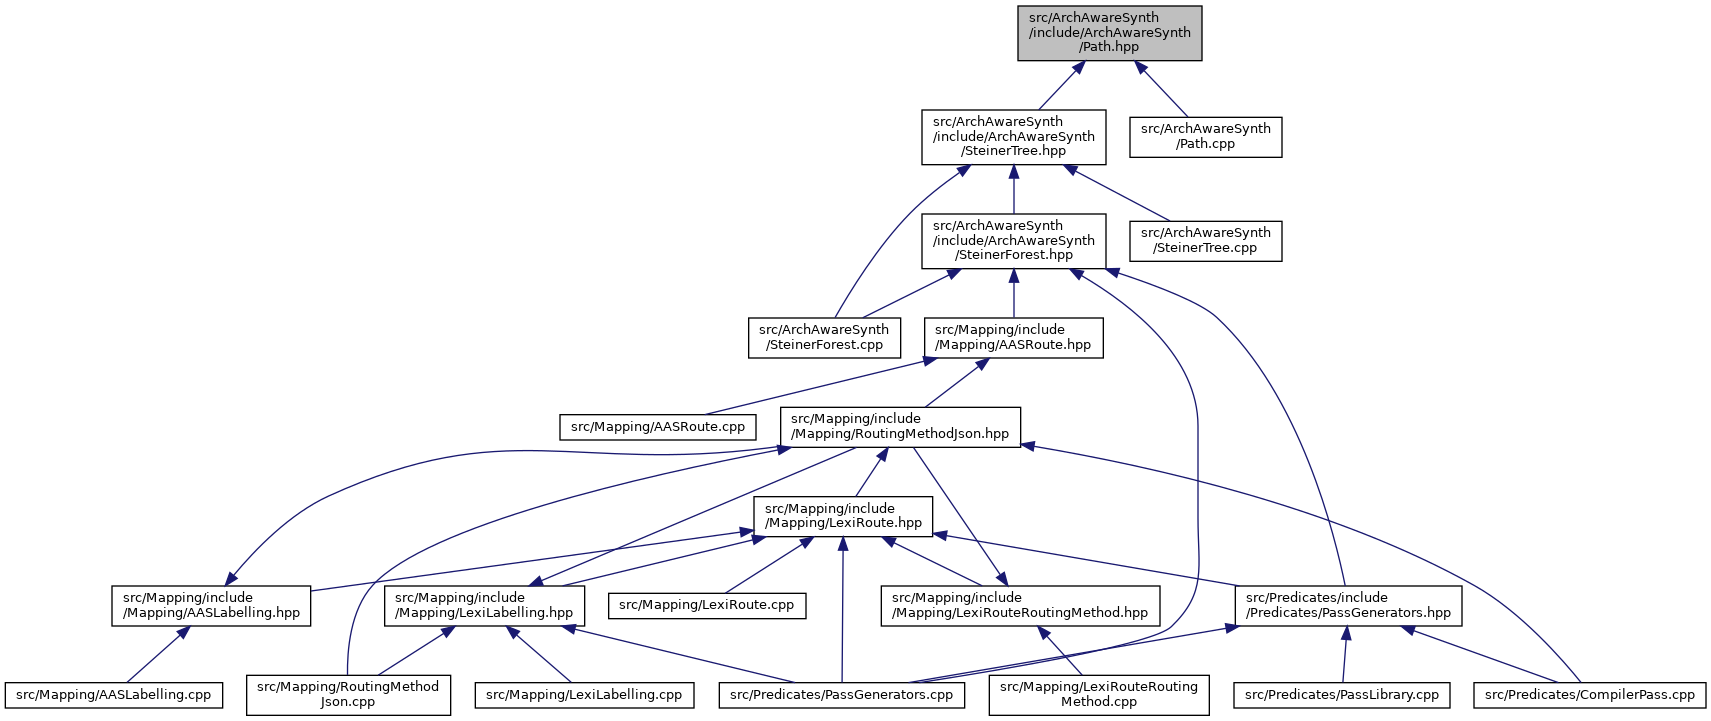 src/ArchAwareSynth
/include/ArchAwareSynth
/Path.hpp
src/ArchAwareSynth
/include/ArchAwareSynth
/SteinerTree.hpp
src/ArchAwareSynth
/Path.cpp
src/ArchAwareSynth
/include/ArchAwareSynth
/SteinerForest.hpp
src/ArchAwareSynth
/SteinerTree.cpp
src/ArchAwareSynth
/SteinerForest.cpp
src/Mapping/include
/Mapping/AASRoute.hpp
src/Mapping/AASRoute.cpp
src/Mapping/include
/Mapping/RoutingMethodJson.hpp
src/Mapping/include
/Mapping/LexiRoute.hpp
src/Mapping/include
/Mapping/AASLabelling.hpp
src/Mapping/include
/Mapping/LexiLabelling.hpp
src/Mapping/LexiRoute.cpp
src/Mapping/include
/Mapping/LexiRouteRoutingMethod.hpp
src/Predicates/include
/Predicates/PassGenerators.hpp
src/Mapping/AASLabelling.cpp
src/Mapping/RoutingMethod
Json.cpp
src/Mapping/LexiLabelling.cpp
src/Predicates/PassGenerators.cpp
src/Mapping/LexiRouteRouting
Method.cpp
src/Predicates/PassLibrary.cpp
src/Predicates/CompilerPass.cpp